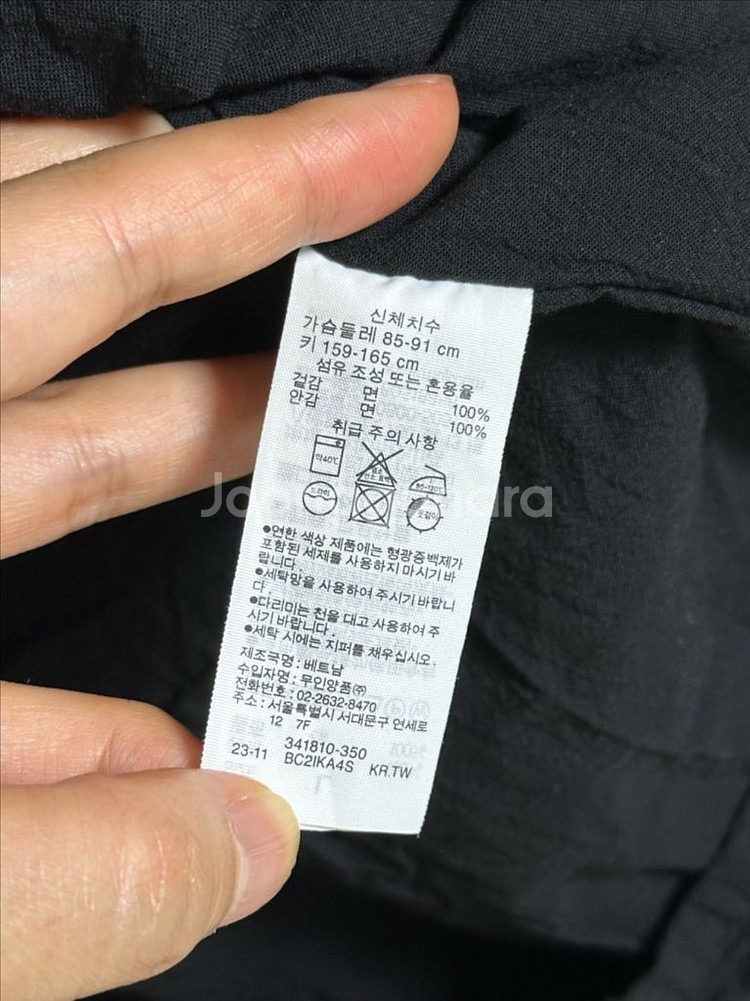 신체치수
가슴둘레 85-91 cm
키 159-165 cm
섬유 조성 또는 혼용율
겉감 면 100%
안감 면 100%
취급 주의 사항
약40℃
드라이
옷걸이
●연한 색상 제품에는 형광증백제가
포함된 세제를 사용하지 마시기 바
랍니다.
●세탁망을 사용하여 주시기 바랍니
다.
●다리미는 천을 대고 사용하여 주
시기 바랍니다.
●세탁 시에는 지퍼를 채우십시오.
제조국명 : 베트남
수입자명 : 무인양품㈜
전화번호 : 02-2632-8470
주소 : 서울특별시 서대문구 연세로
12 7F
341810-350
23-11 BC2IKA4S KR.TW